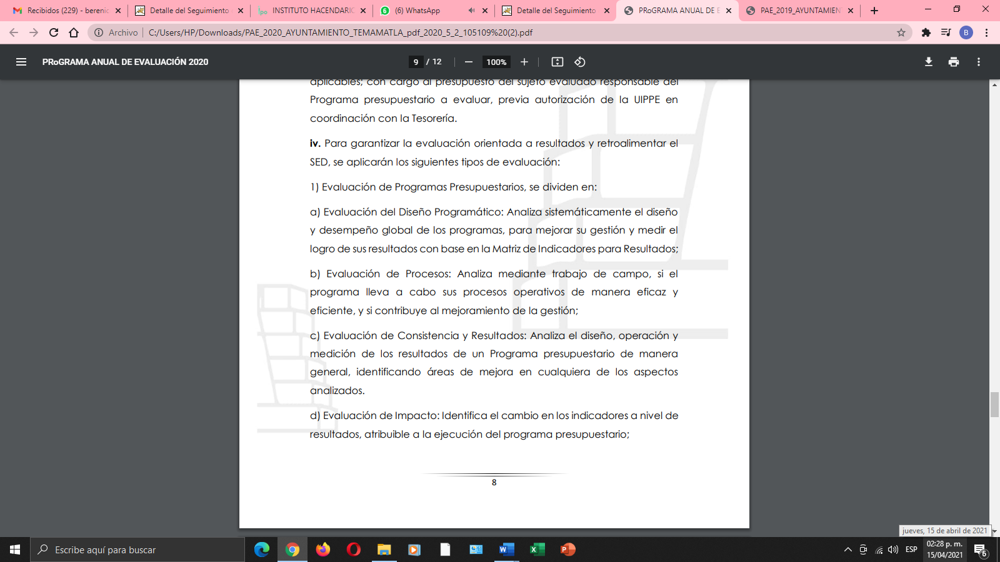 Recibidos (229) - berenic
Detalle del Seguimiento
INSTITUTO HACENDARIO
(6) WhatsApp
Detalle del Seguimiento
PRoGRAMA ANUAL DE E
PAE_2019_AYUNTAMIENT
Archivo
C:/Users/HP/Downloads/PAE_2020_AYUNTAMIENTO_TEMAMATLA_pdf_2020_5_2_105109%20(2).pdf
B
PRoGRAMA ANUAL DE EVALUACIÓN 2020
9 / 12
100%
aplicables; con cargo al presupuesto del sujeto evaluado responsable del
Programa presupuestario a evaluar, previa autorización de la UIPPE en
coordinación con la Tesorería.
iv. Para garantizar la evaluación orientada a resultados y retroalimentar el
SED, se aplicarán los siguientes tipos de evaluación:
1) Evaluación de Programas Presupuestarios, se dividen en:
a) Evaluación del Diseño Programático: Analiza sistemáticamente el diseño
y desempeño global de los programas, para mejorar su gestión y medir el
logro de sus resultados con base en la Matriz de Indicadores para Resultados;
b) Evaluación de Procesos: Analiza mediante trabajo de campo, si el
programa lleva a cabo sus procesos operativos de manera eficaz y
eficiente, y si contribuye al mejoramiento de la gestión;
c) Evaluación de Consistencia y Resultados: Analiza el diseño, operación y
medición de los resultados de un Programa presupuestario de manera
general, identificando áreas de mejora en cualquiera de los aspectos
analizados.
d) Evaluación de Impacto: Identifica el cambio en los indicadores a nivel de
resultados, atribuible a la ejecución del programa presupuestario;
8
jueves, 15 de abril de 2021
Escribe aquí para buscar
ESP
02:28 p. m.
15/04/2021
6